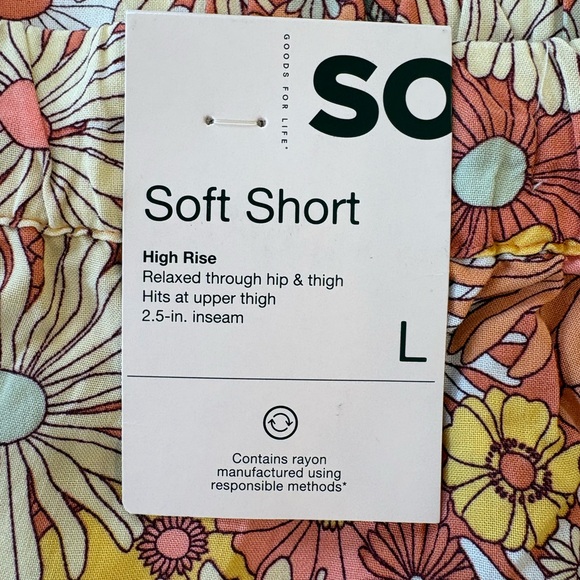 GOODS FOR LIFE*
SO
Soft Short
High Rise
Relaxed through hip & thigh
Hits at upper thigh
2.5-in. inseam
L
Contains rayon
manufactured using
responsible methods*